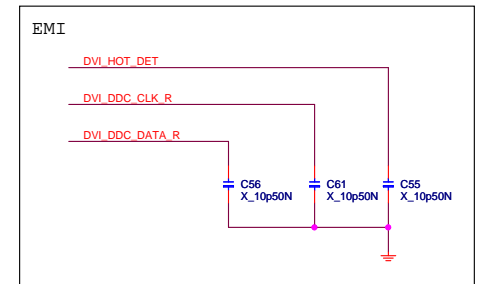 EMI
DVI_HOT_DET
DVI_DDC_CLK_R
DVI_DDC_DATA_R
C56 C61 C55
X_10p50N X_10p50N X_10p50N